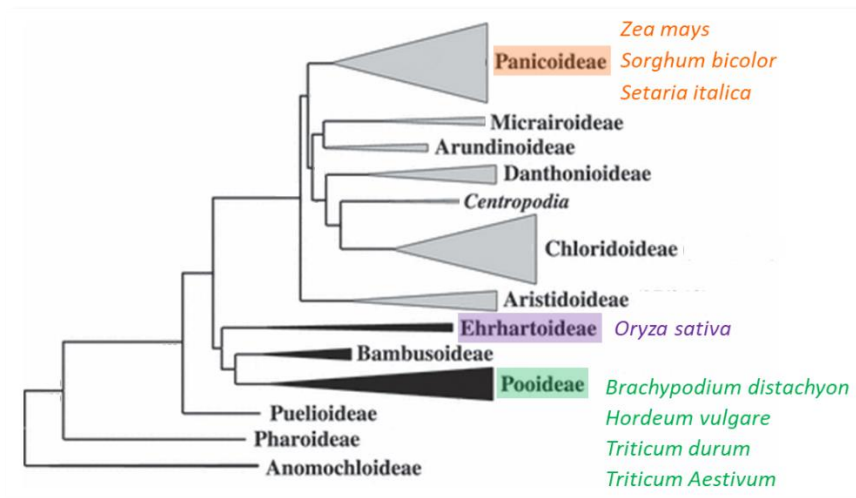 Zea mays
Panicoideae Sorghum bicolor
Setaria italica
Micrairoideae
Arundinoideae
Danthonioideae
Centropodia
Chloridoideae
Aristidoideae
Ehrhartoideae Oryza sativa
Bambusoideae
Pooideae Brachypodium distachyon
Puelioideae Hordeum vulgare
Pharoideae Triticum durum
Anomochloideae Triticum Aestivum